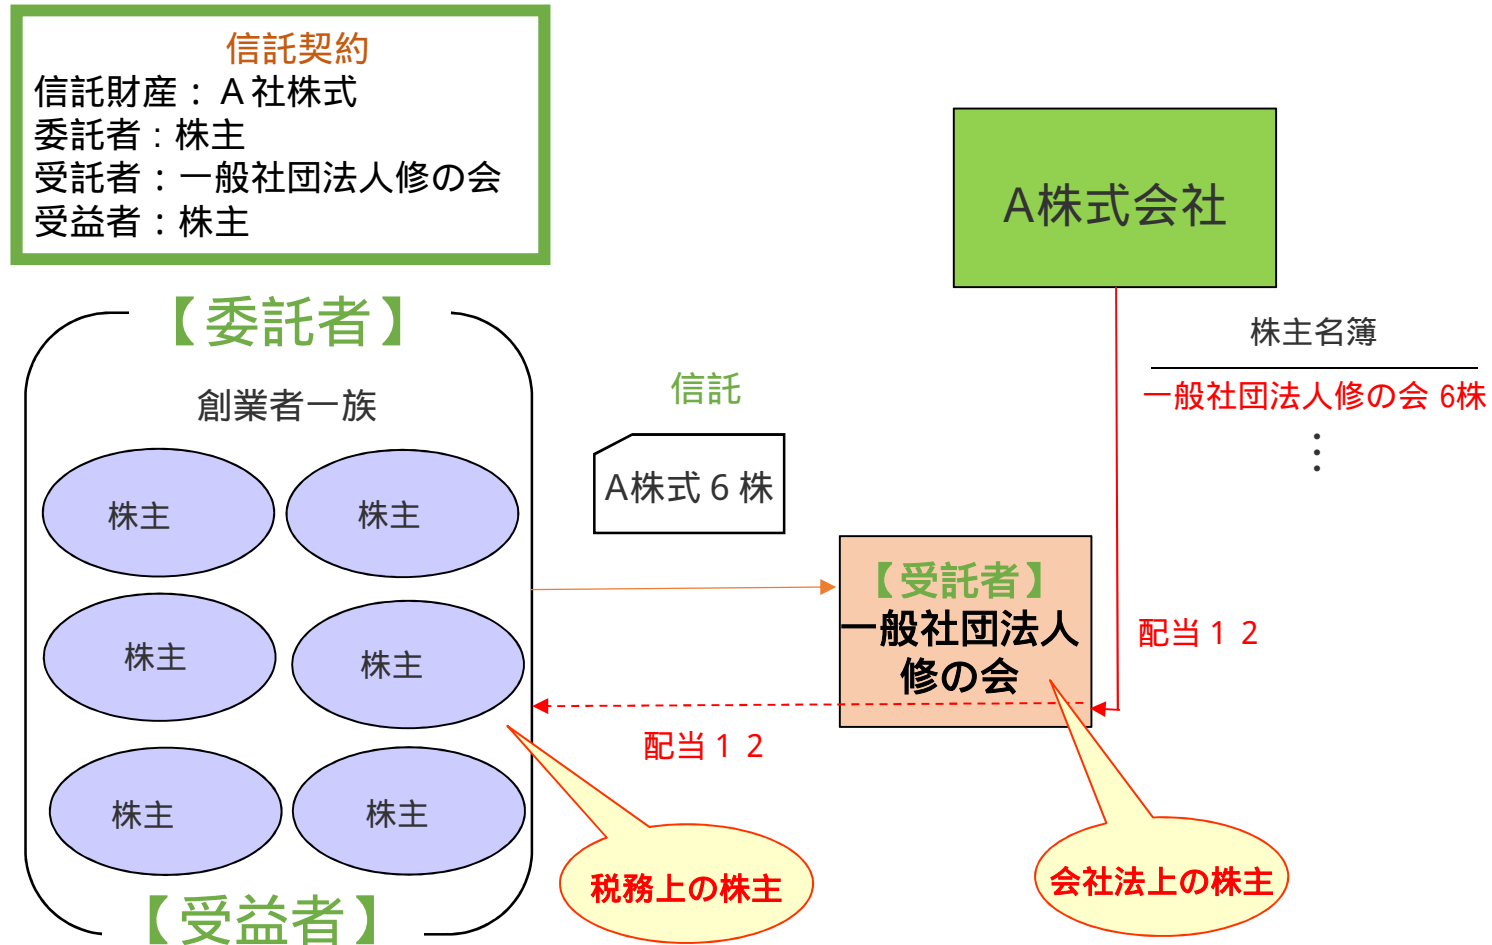 信託契約
信託財産：Ａ社株式
委託者：株主
受託者：一般社団法人修の会
受益者：株主
A株式会社
【委託者】
創業者一族
株主
株主
株主
株主
株主
株主
【受益者】
信託
A株式６株
株主名簿
一般社団法人修の会 6株
…
【受託者】
一般社団法人
修の会
配当１２
配当１２
税務上の株主
会社法上の株主